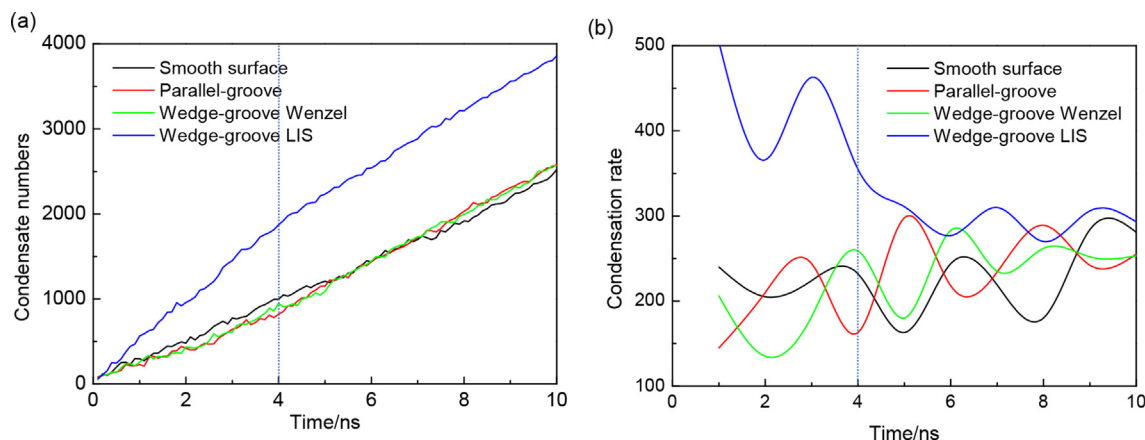 (a)
4000
3000
2000
1000
0
Condensate numbers
Smooth surface
Parallel-groove
Wedge-groove Wenzel
Wedge-groove LIS
0 2 4 6 8 10
Time/ns
(b)
500
400
300
200
100
Condensation rate
Smooth surface
Parallel-groove
Wedge-groove Wenzel
Wedge-groove LIS
0 2 4 6 8 10
Time/ns